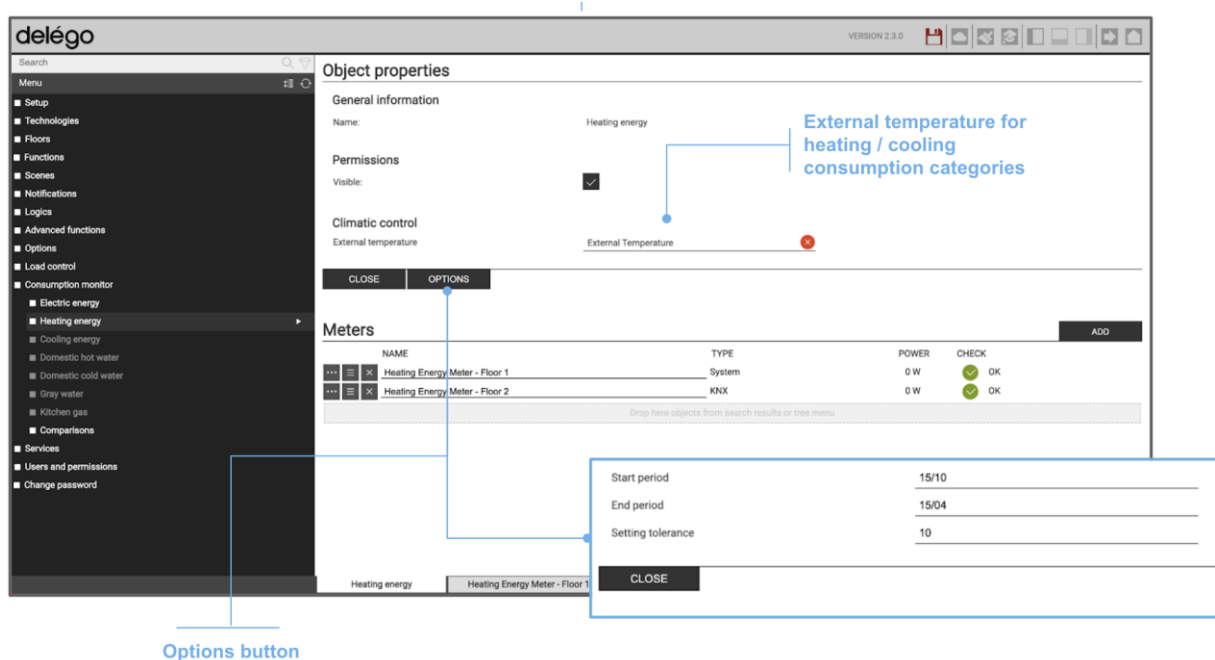 delégo
VERSION 2.3.0
Search
Menu
Setup
Technologies
Floors
Functions
Scenes
Notifications
Logics
Advanced functions
Options
Load control
Consumption monitor
Electric energy
Heating energy
Cooling energy
Domestic hot water
Domestic cold water
Gray water
Kitchen gas
Comparisons
Services
Users and permissions
Change password
Object properties
General information
Name: Heating energy
Permissions
Visible:
Climatic control
External temperature External Temperature
CLOSE OPTIONS
External temperature for
heating / cooling
consumption categories
Meters ADD
NAME TYPE POWER CHECK
Heating Energy Meter - Floor 1 System 0 W OK
Heating Energy Meter - Floor 2 KNX 0 W OK
Drop here objects from search results or tree menu
Start period 15/10
End period 15/04
Setting tolerance 10
CLOSE
Heating energy Heating Energy Meter - Floor 1
Options button